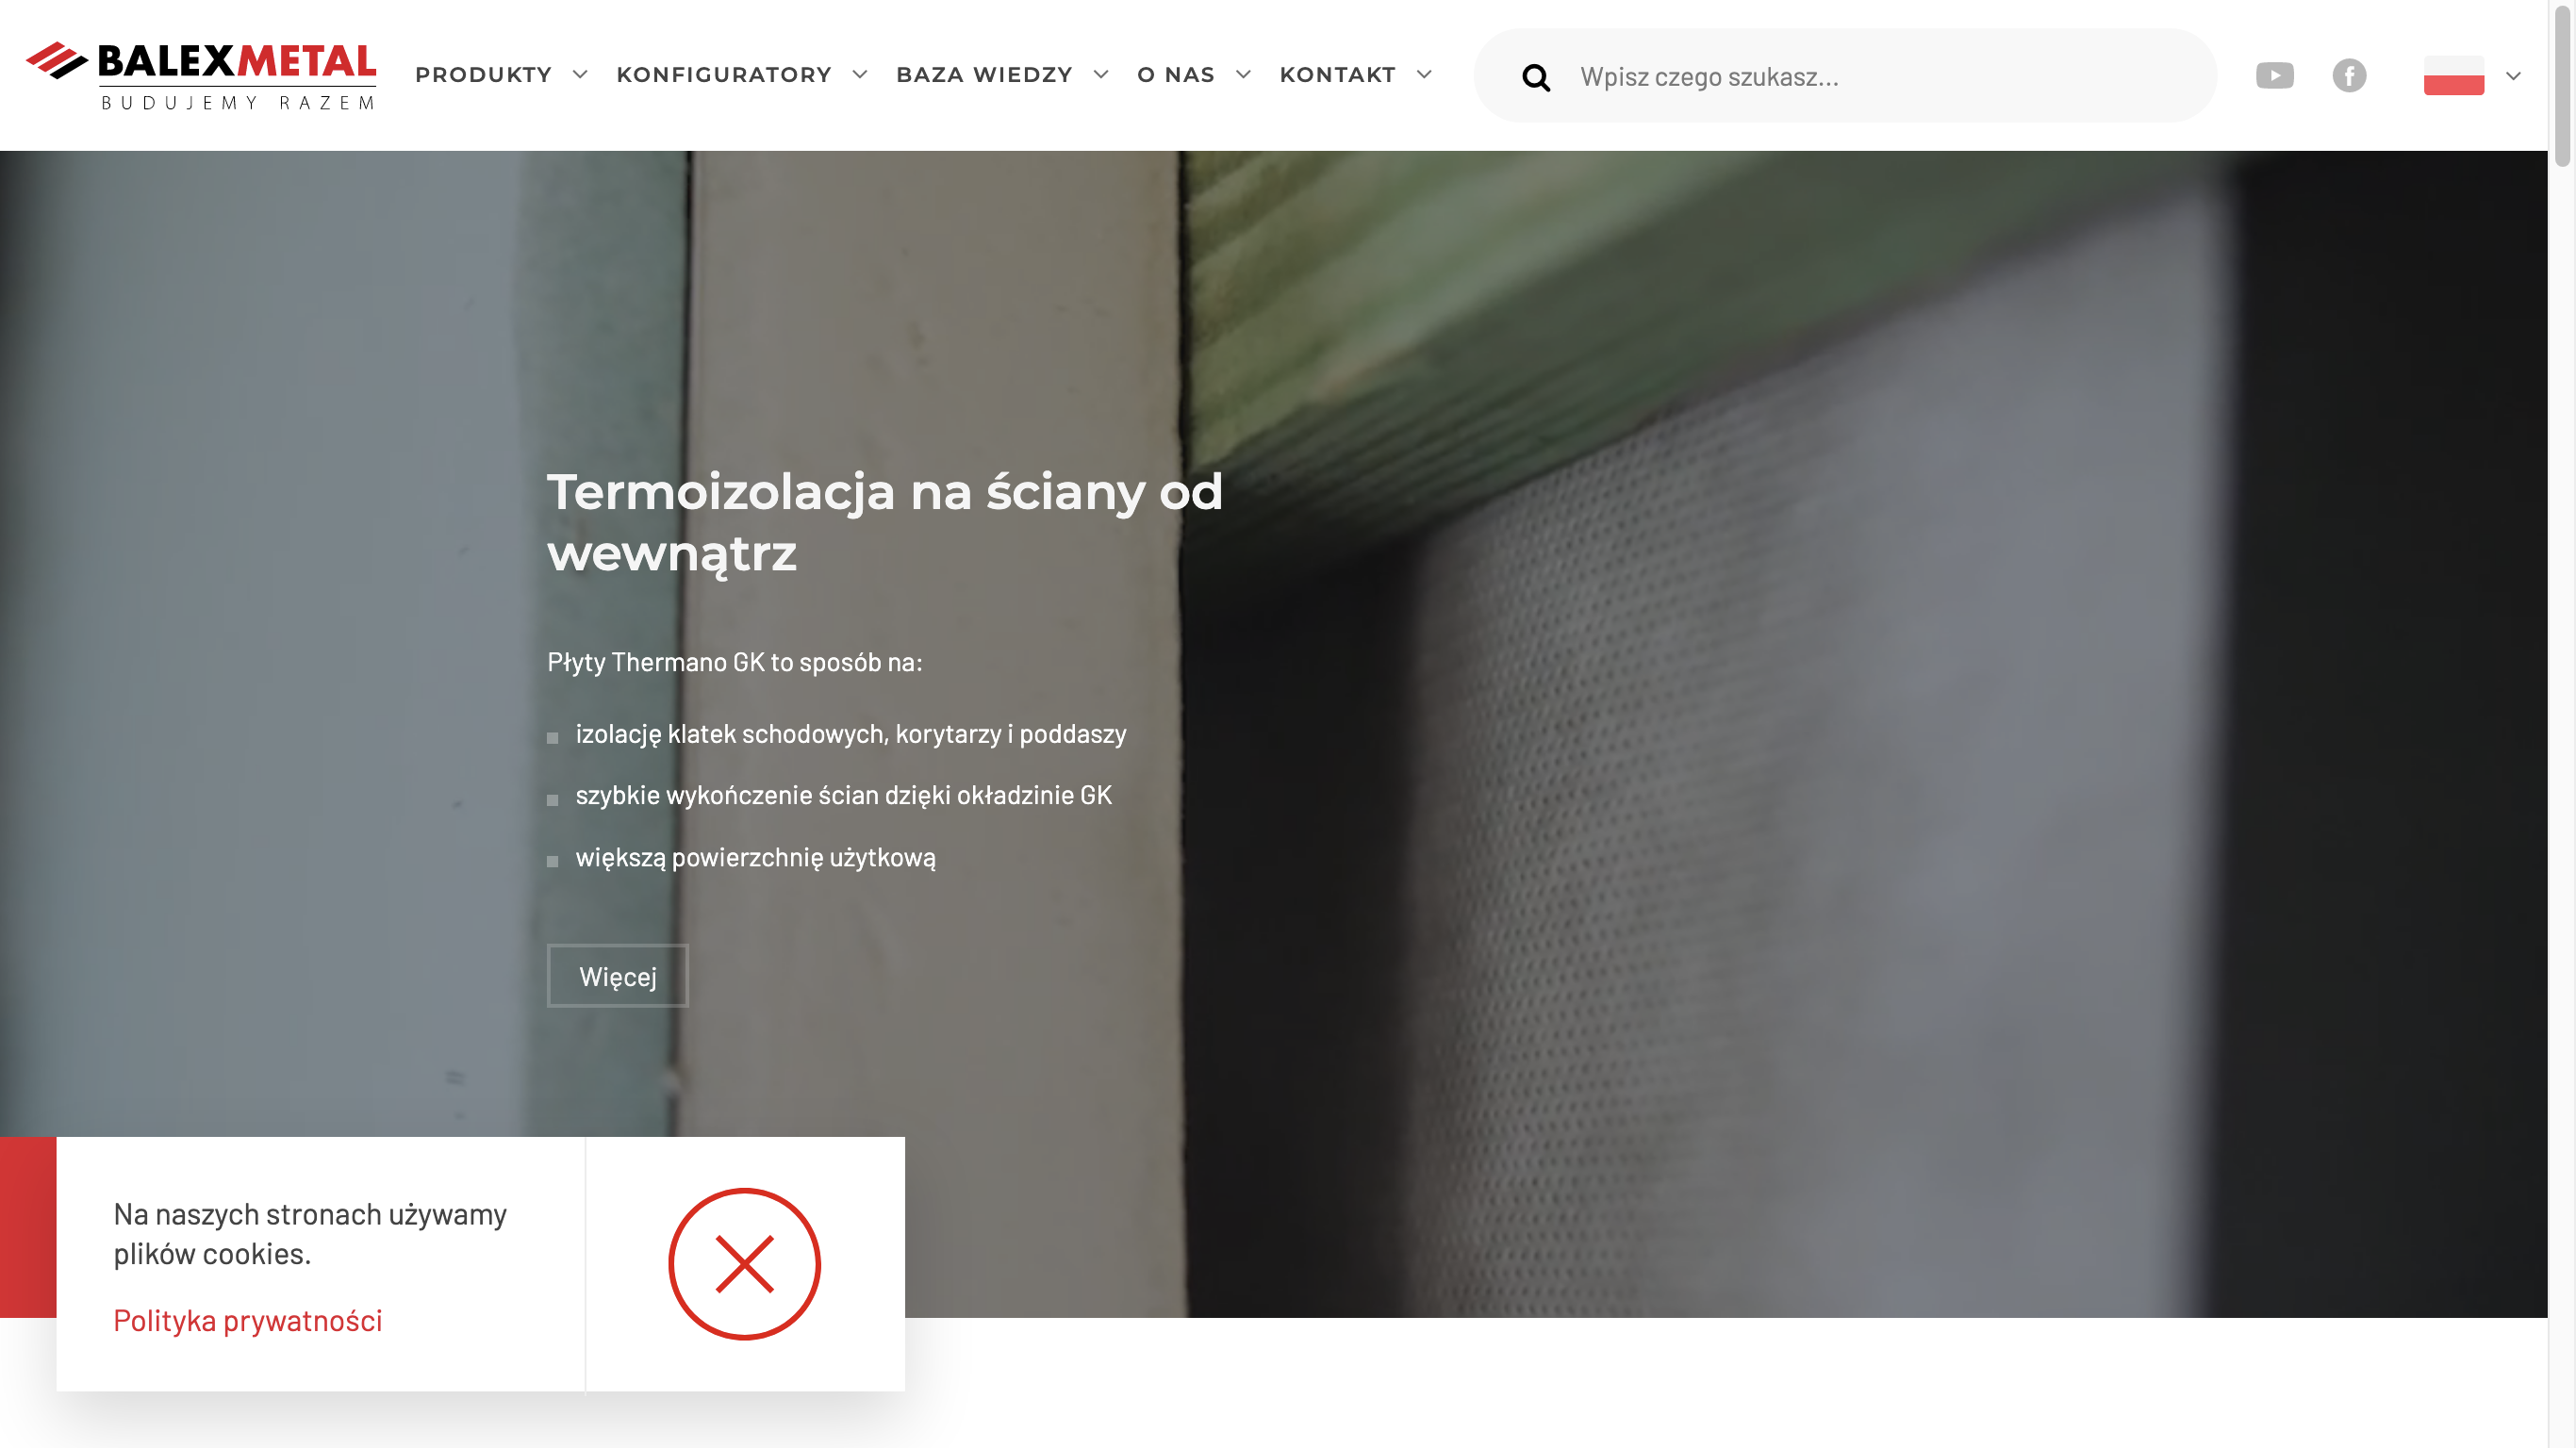 BALEXMETAL
BUDUJEMY RAZEM
PRODUKTY
KONFIGURATORY
BAZA WIEDZY
O NAS
KONTAKT
Wpisz czego szukasz...
Termoizolacja na ściany od
wewnątrz
Płyty Thermano GK to sposób na:
izolację klatek schodowych, korytarzy i poddaszy
szybkie wykończenie ścian dzięki okładzinie GK
większą powierzchnię użytkową
Więcej
Na naszych stronach używamy
plików cookies.
Polityka prywatności